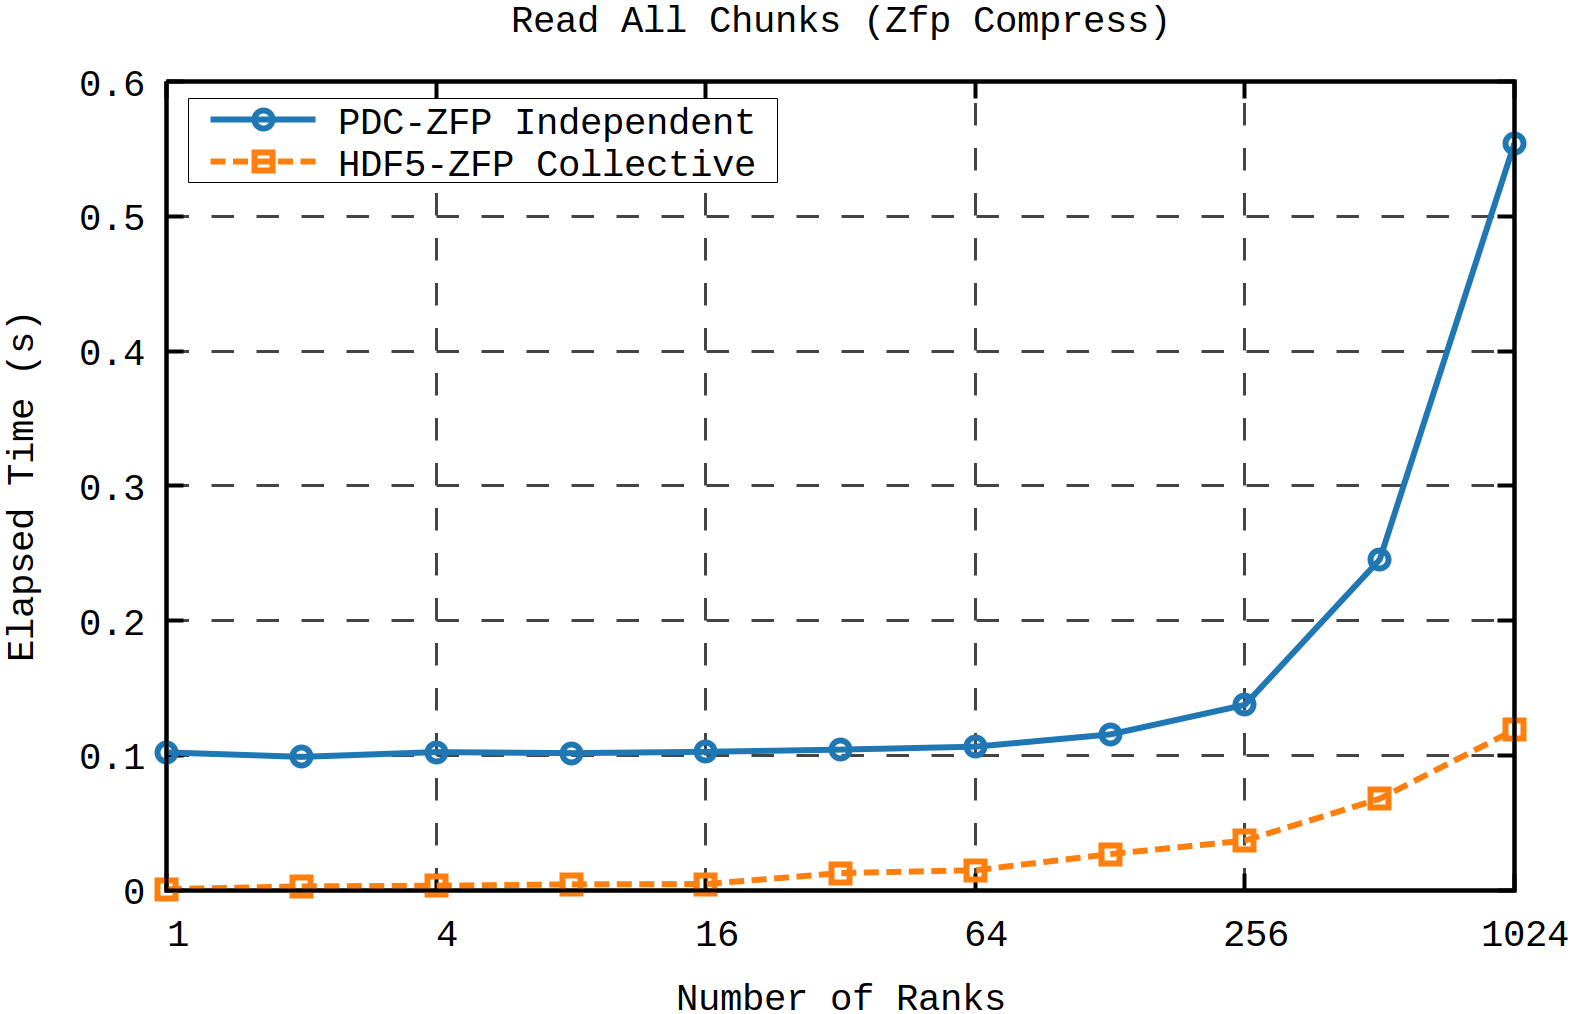 Read All Chunks (Zfp Compress)
0.6
0.5
0.4
0.3
0.2
0.1
0
PDC-ZFP Independent
HDF5-ZFP Collective
Elapsed Time (s)
1 4 16 64 256 1024
Number of Ranks